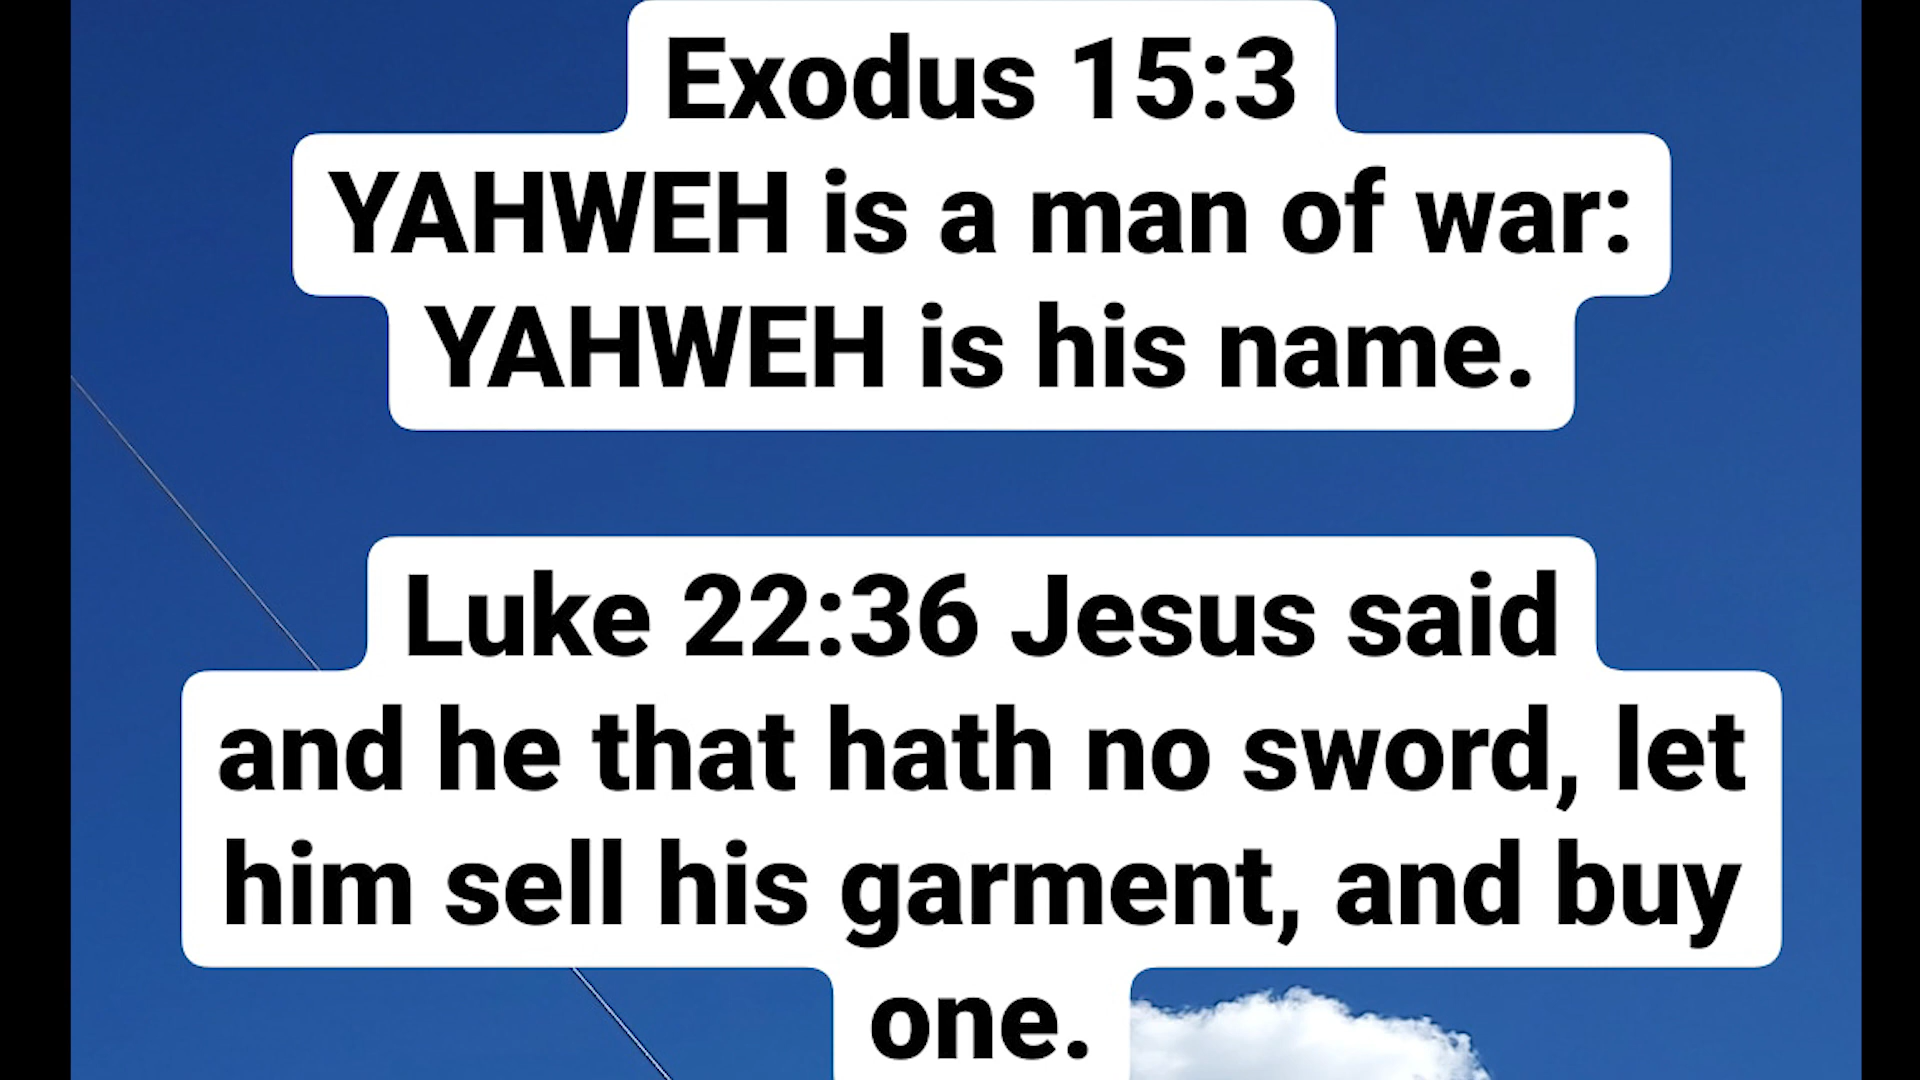 Exodus 15:3
YAHWEH is a man of war:
YAHWEH is his name.
Luke 22:36 Jesus said
and he that hath no sword, let
him sell his garment, and buy
one.